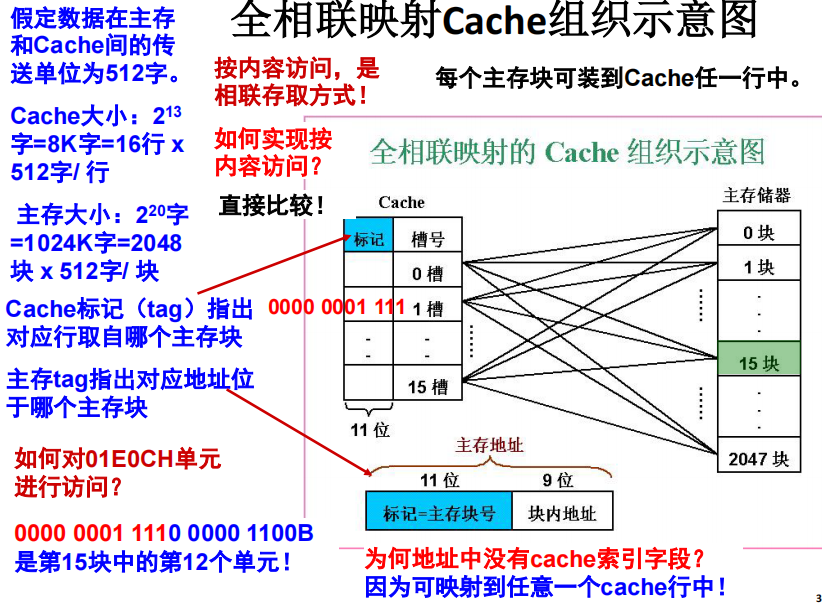 全相联映射Cache组织示意图
假定数据在主存
和Cache间的传
送单位为512字。
Cache大小：2¹³
字=8K字=16行 x
512字/ 行
主存大小：2²⁰字
=1024K字=2048
块 x 512字/ 块
Cache标记（tag）指出
对应行取自哪个主存块
主存tag指出对应地址位
于哪个主存块
如何对01E0CH单元
进行访问？
0000 0001 1110 0000 1100B
是第15块中的第12个单元！
按内容访问，是
相联存取方式！
如何实现按
内容访问？
直接比较！
每个主存块可装到Cache任一行中。
全相联映射的 Cache 组织示意图
Cache
标记 槽号
0 槽
0000 0001 111 1 槽
15 槽
11 位
主存储器
0 块
1 块
15 块
2047 块
主存地址
11 位 9 位
标记=主存块号 块内地址
为何地址中没有cache索引字段？
因为可映射到任意一个cache行中！
3